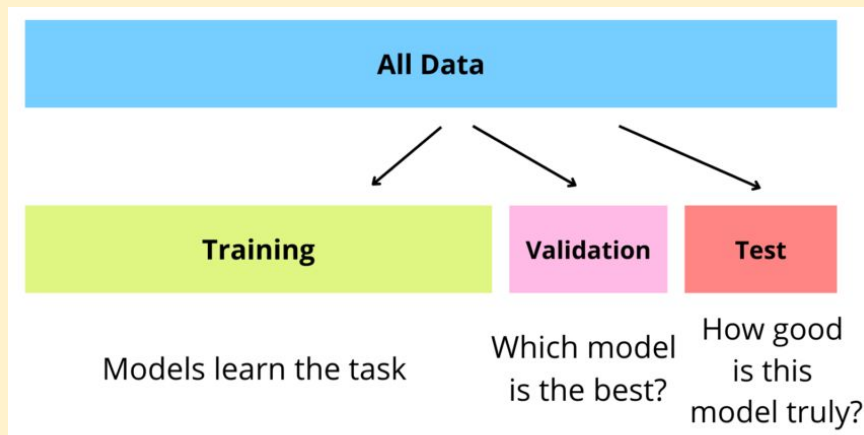 All Data
Training
Validation
Test
Models learn the task
Which model
is the best?
How good
is this
model truly?